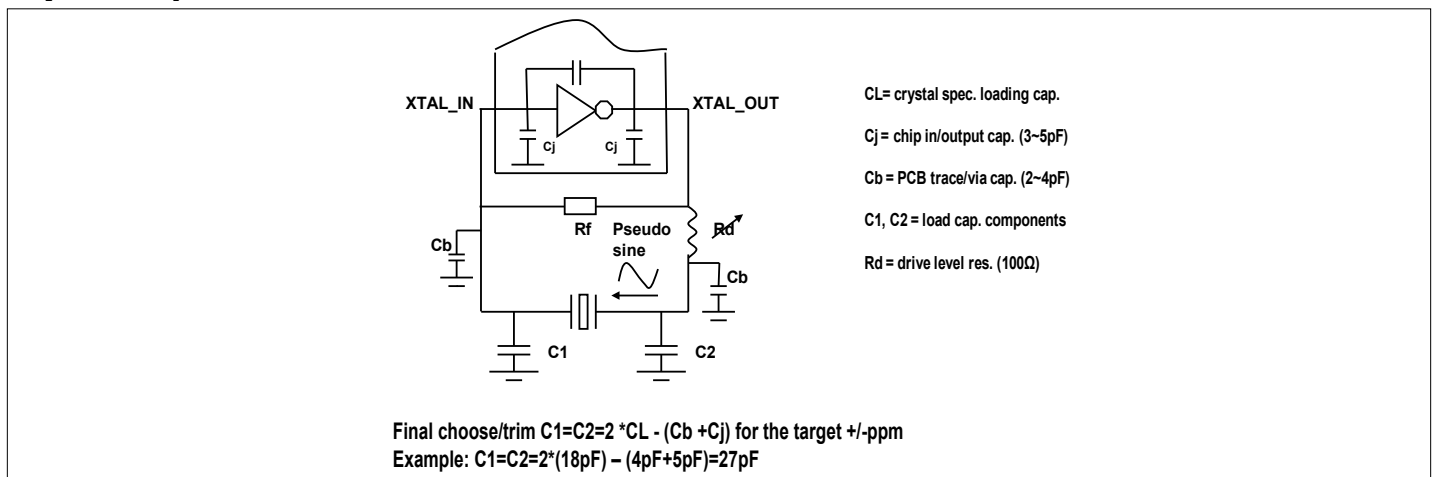 XTAL_IN
XTAL_OUT
Cj
Cj
Rf
Pseudo
sine
Rd
Cb
Cb
C1
C2
CL= crystal spec. loading cap.
Cj = chip in/output cap. (3~5pF)
Cb = PCB trace/via cap. (2~4pF)
C1, C2 = load cap. components
Rd = drive level res. (100Ω)
Final choose/trim C1=C2=2 *CL - (Cb +Cj) for the target +/-ppm
Example: C1=C2=2*(18pF) – (4pF+5pF)=27pF